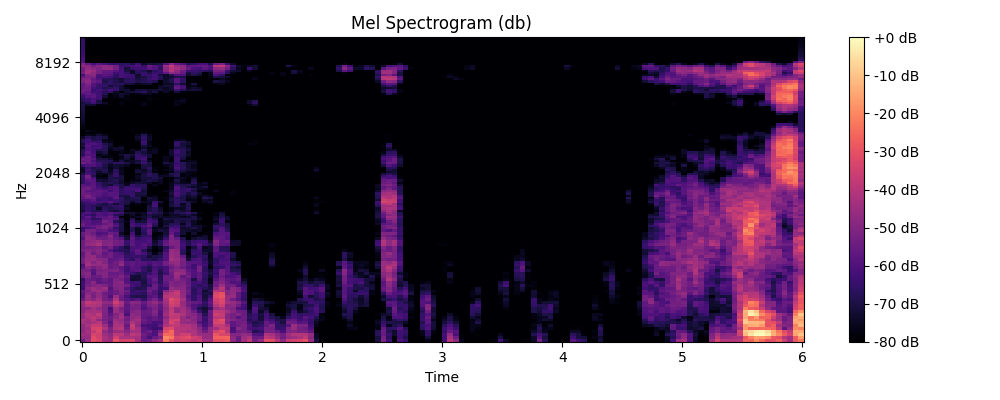 Mel Spectrogram (db)
Hz
8192
4096
2048
1024
512
0
0 1 2 3 4 5 6
Time
+0 dB
-10 dB
-20 dB
-30 dB
-40 dB
-50 dB
-60 dB
-70 dB
-80 dB